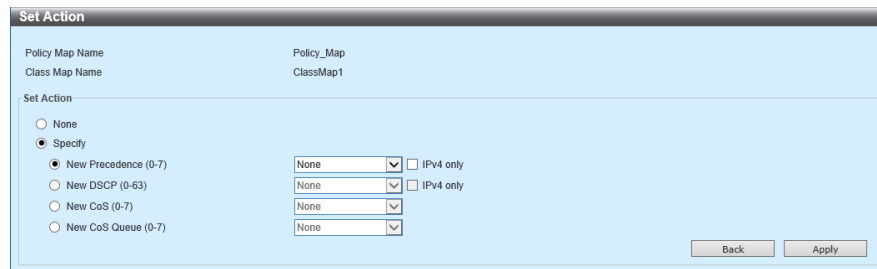 Set Action
Policy Map Name Policy_Map
Class Map Name ClassMap1
Set Action
None
Specify
New Precedence (0-7) None IPv4 only
New DSCP (0-63) None IPv4 only
New CoS (0-7) None
New CoS Queue (0-7) None
Back Apply